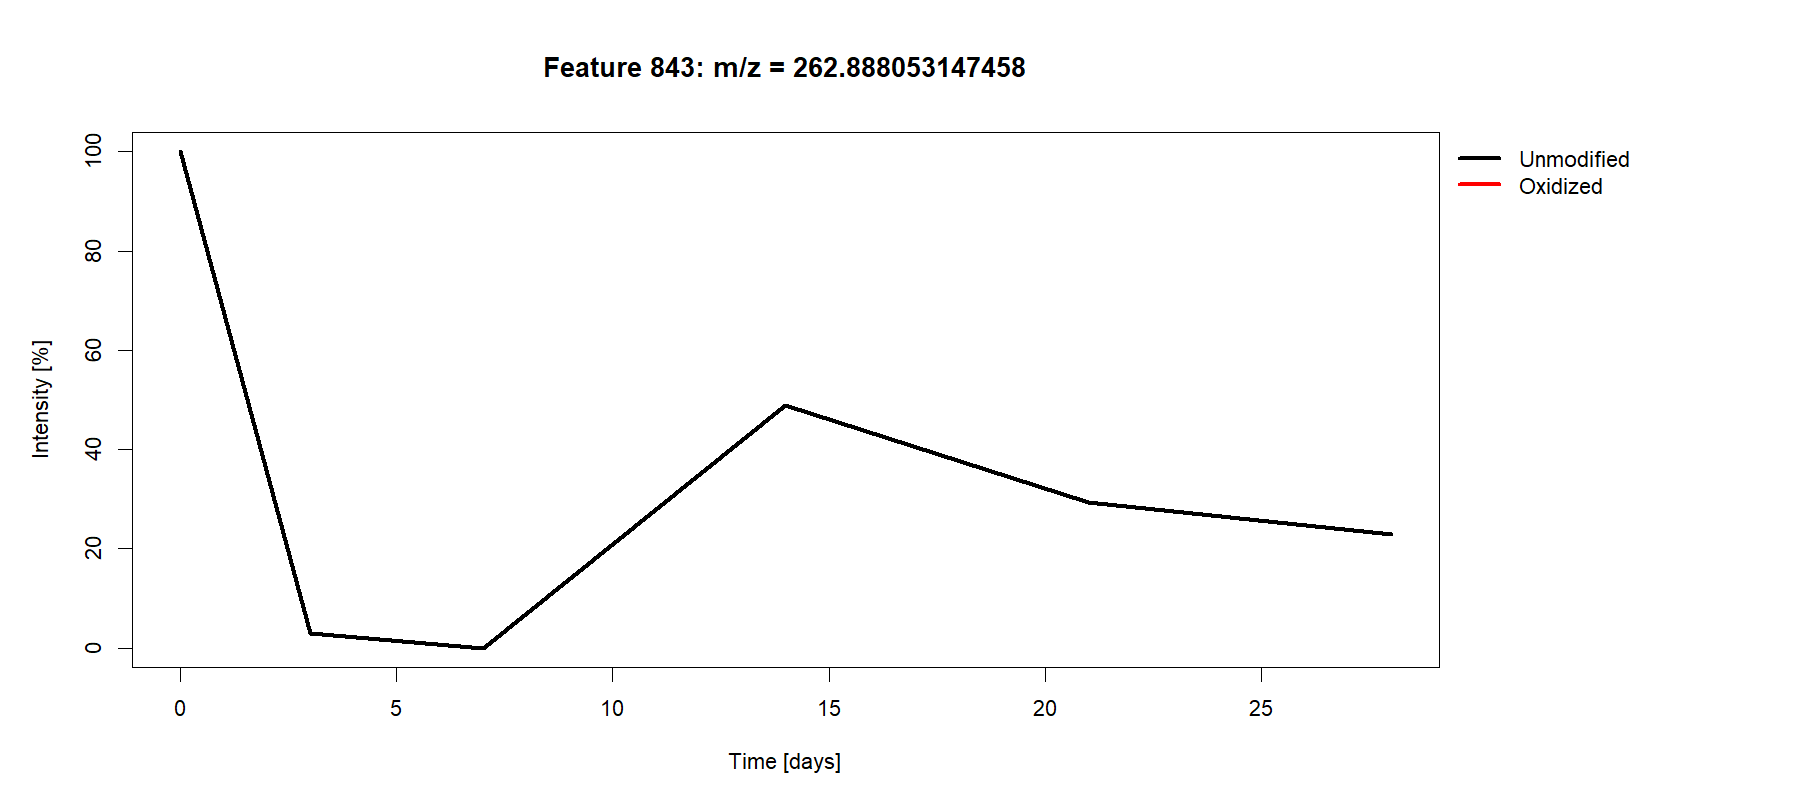 Feature 843: m/z = 262.888053147458
Unmodified
Oxidized
Intensity [%]
100
80
60
40
20
0
0 5 10 15 20 25
Time [days]